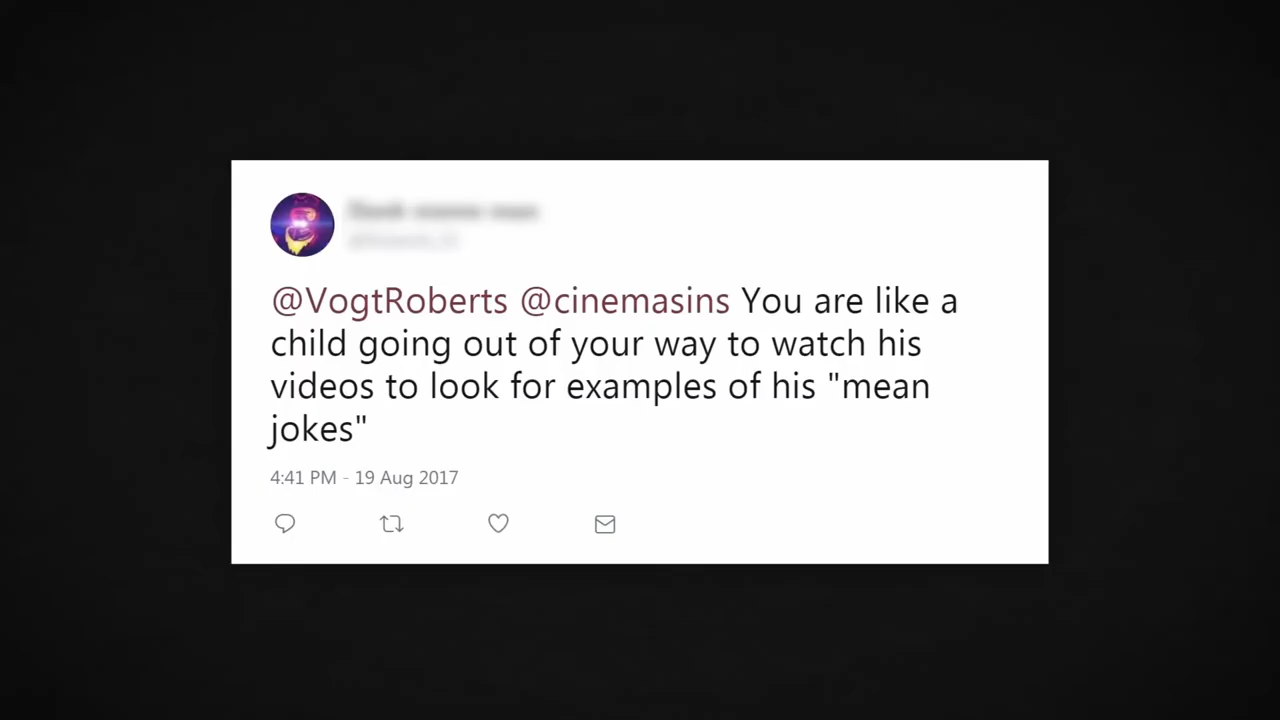 @VogtRoberts @cinemasins You are like a
child going out of your way to watch his
videos to look for examples of his "mean
jokes"
4:41 PM - 19 Aug 2017